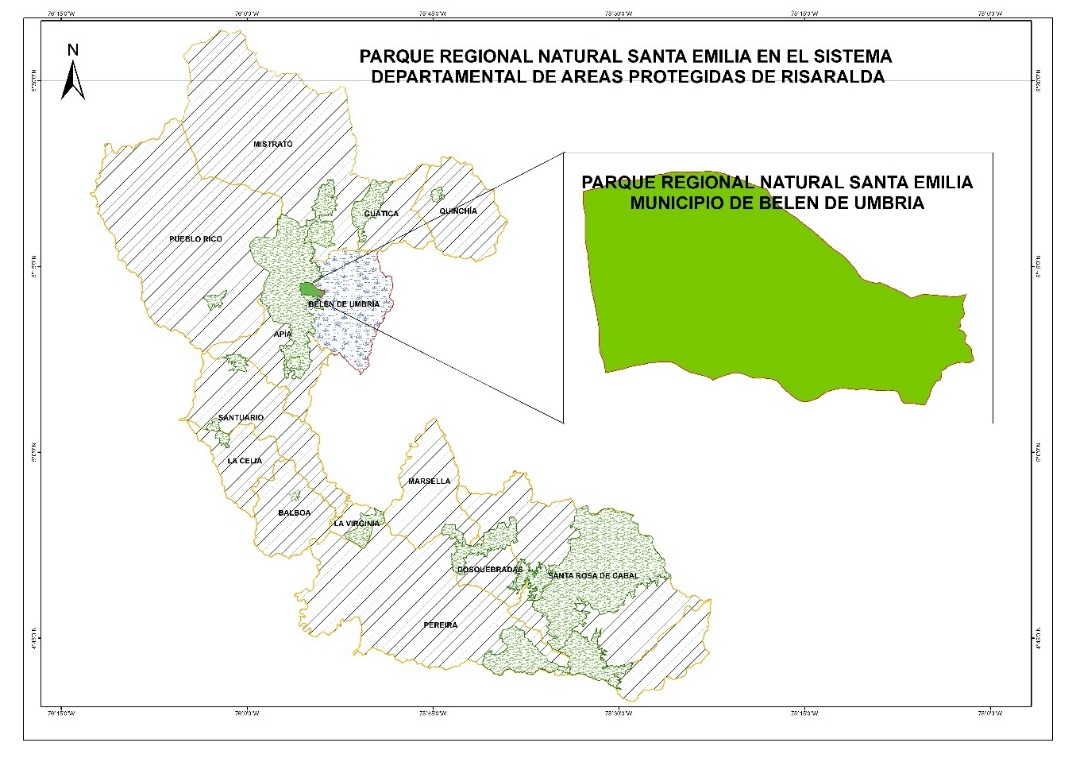 N
PARQUE REGIONAL NATURAL SANTA EMILIA EN EL SISTEMA
DEPARTAMENTAL DE AREAS PROTEGIDAS DE RISARALDA
MISTRATÓ
PARQUE REGIONAL NATURAL SANTA EMILIA
MUNICIPIO DE BELEN DE UMBRIA
GUÁTICA
QUINCHÍA
PUEBLO RICO
BELÉN DE UMBRÍA
APÍA
SANTUARIO
LA CELIA
MARSELLA
BALBOA
LA VIRGINIA
DOSQUEBRADAS
SANTA ROSA DE CABAL
PEREIRA